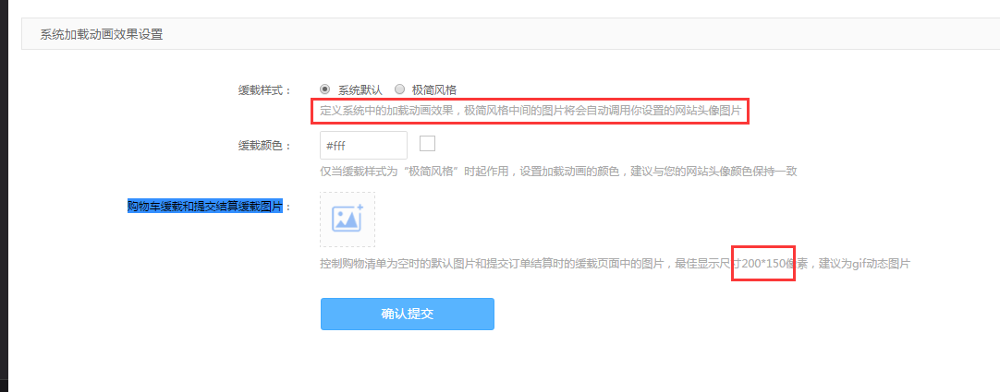 系统加载动画效果设置
缓载样式： 系统默认 极简风格
定义系统中的加载动画效果，极简风格中间的图片将会自动调用你设置的网站头像图片
缓载颜色： #fff
仅当缓载样式为“极简风格”时起作用，设置加载动画的颜色，建议与您的网站头像颜色保持一致
购物车缓载和提交结算缓载图片：
控制购物清单为空时的默认图片和提交订单结算时的缓载页面中的图片，最佳显示尺寸200*150像素，建议为gif动态图片
确认提交